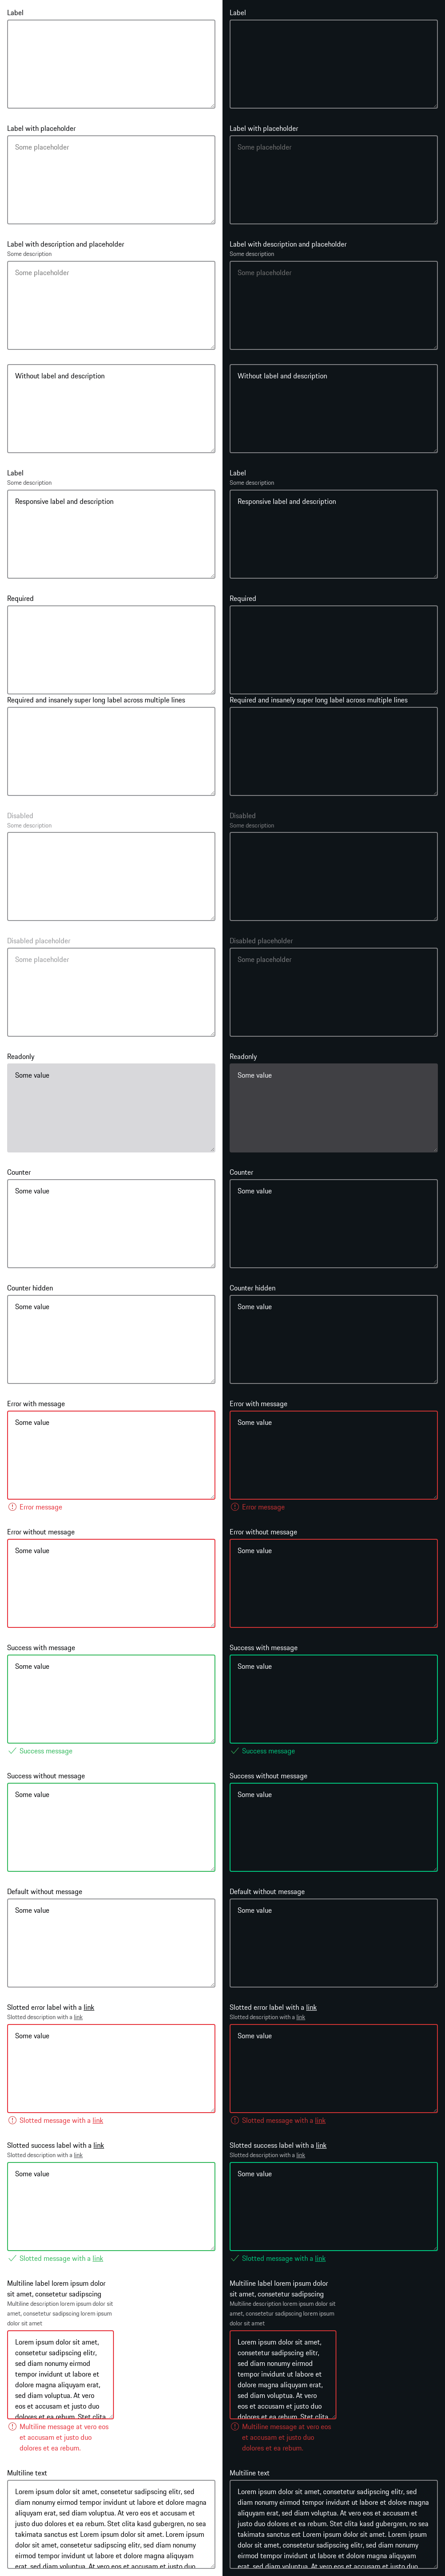 Label
Label with placeholder
Some placeholder
Label with description and placeholder
Some description
Some placeholder
Without label and description
Label
Some description
Responsive label and description
Required
Required and insanely super long label across multiple lines
Disabled
Some description
Disabled placeholder
Some placeholder
Readonly
Some value
Counter
Some value
Counter hidden
Some value
Error with message
Some value
Error message
Error without message
Some value
Success with message
Some value
Success message
Success without message
Some value
Default without message
Some value
Slotted error label with a link
Slotted description with a link
Some value
Slotted message with a link
Slotted success label with a link
Slotted description with a link
Some value
Slotted message with a link
Multiline label lorem ipsum dolor
sit amet, consetetur sadipscing
Multiline description lorem ipsum dolor sit
amet, consetetur sadipscing lorem ipsum
dolor sit amet
Lorem ipsum dolor sit amet,
consetetur sadipscing elitr,
sed diam nonumy eirmod
tempor invidunt ut labore et
dolore magna aliquyam erat,
sed diam voluptua. At vero
eos et accusam et justo duo
dolores et ea rebum. Stet clita
Multiline message at vero eos
et accusam et justo duo
dolores et ea rebum.
Multiline text
Lorem ipsum dolor sit amet, consetetur sadipscing elitr, sed
diam nonumy eirmod tempor invidunt ut labore et dolore magna
aliquyam erat, sed diam voluptua. At vero eos et accusam et
justo duo dolores et ea rebum. Stet clita kasd gubergren, no sea
takimata sanctus est Lorem ipsum dolor sit amet. Lorem ipsum
dolor sit amet, consetetur sadipscing elitr, sed diam nonumy
eirmod tempor invidunt ut labore et dolore magna aliquyam
erat, sed diam voluptua. At vero eos et accusam et justo duo
Label
Label with placeholder
Some placeholder
Label with description and placeholder
Some description
Some placeholder
Without label and description
Label
Some description
Responsive label and description
Required
Required and insanely super long label across multiple lines
Disabled
Some description
Disabled placeholder
Some placeholder
Readonly
Some value
Counter
Some value
Counter hidden
Some value
Error with message
Some value
Error message
Error without message
Some value
Success with message
Some value
Success message
Success without message
Some value
Default without message
Some value
Slotted error label with a link
Slotted description with a link
Some value
Slotted message with a link
Slotted success label with a link
Slotted description with a link
Some value
Slotted message with a link
Multiline label lorem ipsum dolor
sit amet, consetetur sadipscing
Multiline description lorem ipsum dolor sit
amet, consetetur sadipscing lorem ipsum
dolor sit amet
Lorem ipsum dolor sit amet,
consetetur sadipscing elitr,
sed diam nonumy eirmod
tempor invidunt ut labore et
dolore magna aliquyam erat,
sed diam voluptua. At vero
eos et accusam et justo duo
dolores et ea rebum. Stet clita
Multiline message at vero eos
et accusam et justo duo
dolores et ea rebum.
Multiline text
Lorem ipsum dolor sit amet, consetetur sadipscing elitr, sed
diam nonumy eirmod tempor invidunt ut labore et dolore magna
aliquyam erat, sed diam voluptua. At vero eos et accusam et
justo duo dolores et ea rebum. Stet clita kasd gubergren, no sea
takimata sanctus est Lorem ipsum dolor sit amet. Lorem ipsum
dolor sit amet, consetetur sadipscing elitr, sed diam nonumy
eirmod tempor invidunt ut labore et dolore magna aliquyam
erat, sed diam voluptua. At vero eos et accusam et justo duo